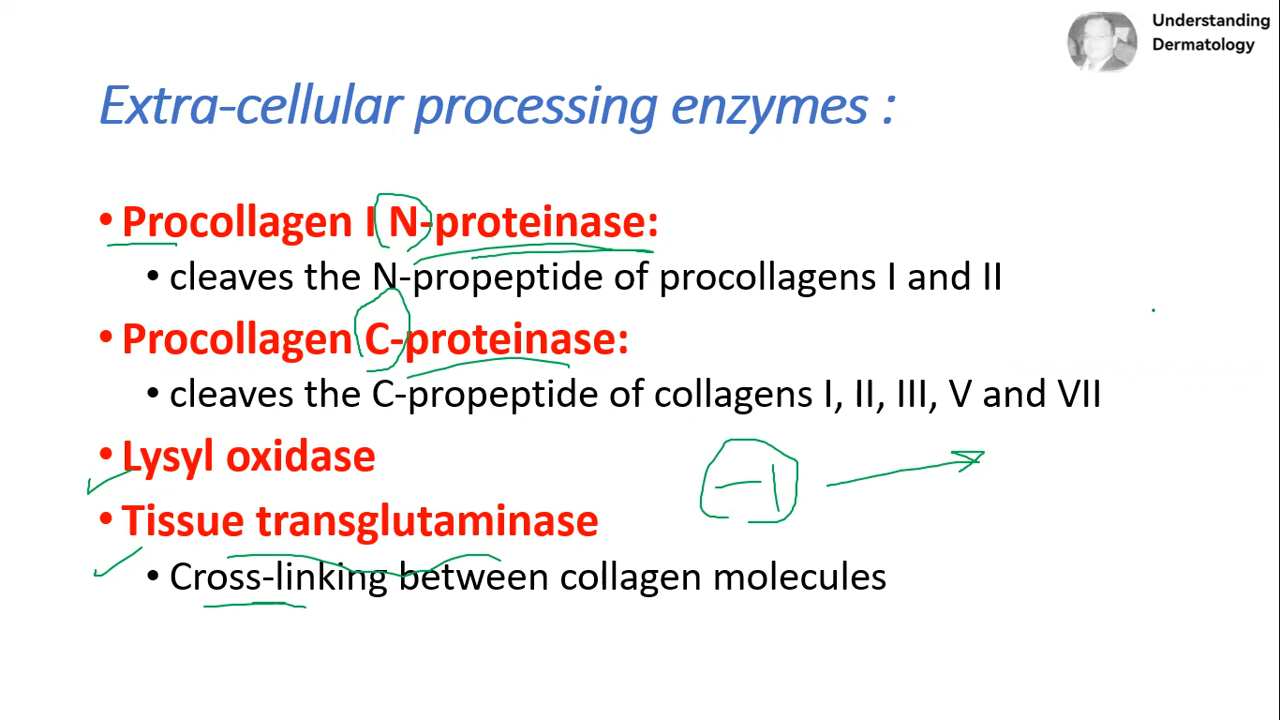 Understanding
Dermatology
Extra-cellular processing enzymes :
• Procollagen I N-proteinase:
• cleaves the N-propeptide of procollagens I and II
• Procollagen C-proteinase:
• cleaves the C-propeptide of collagens I, II, III, V and VII
• Lysyl oxidase
• Tissue transglutaminase
• Cross-linking between collagen molecules